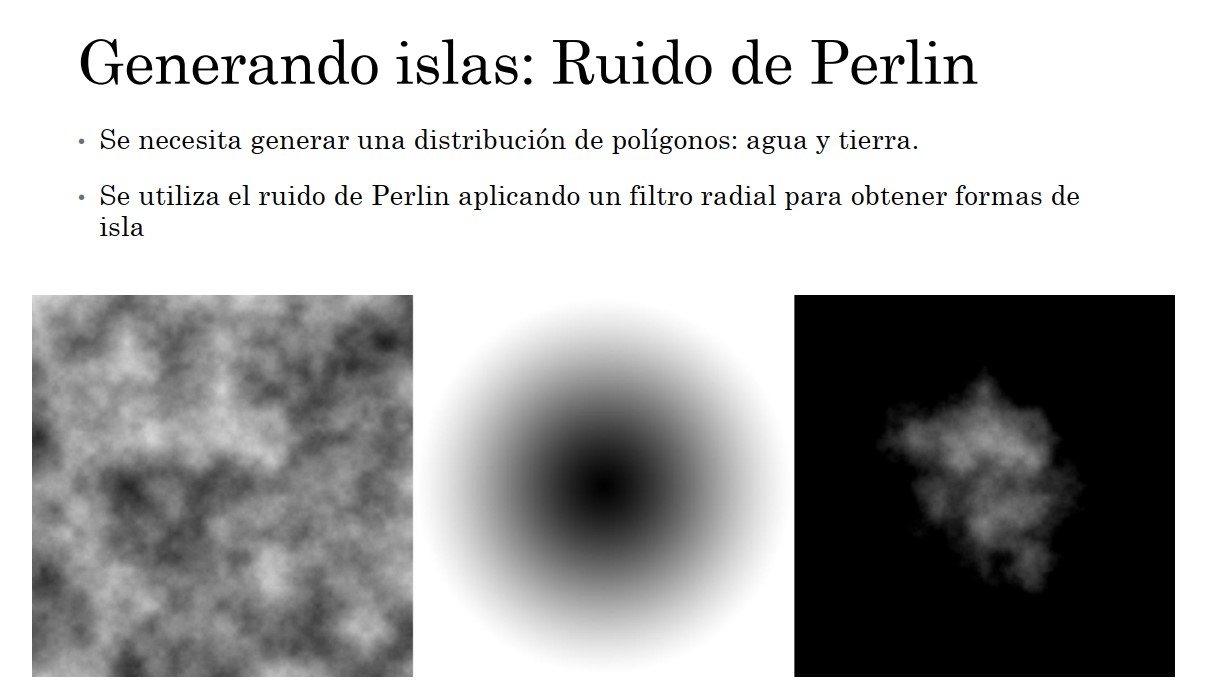 Generando islas: Ruido de Perlin
• Se necesita generar una distribución de polígonos: agua y tierra.
• Se utiliza el ruido de Perlin aplicando un filtro radial para obtener formas de
isla